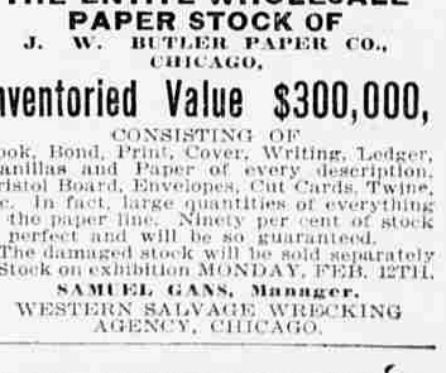 THE ENTIRE WHOLESALE
PAPER STOCK OF
J. W. BUTLER PAPER CO.,
CHICAGO,
nventoried Value $300,000,
CONSISTING OF
ook, Bond, Print, Cover, Writing, Ledger,
anillas and Paper of every description.
ristol Board, Envelopes, Cut Cards, Twine,
c. In fact, large quantities of everything
the paper line. Ninety per cent of stock
perfect and will be so guaranteed.
The damaged stock will be sold separately
Stock on exhibition MONDAY, FEB. 12TH.
SAMUEL GANS, Manager.
WESTERN SALVAGE WRECKING
AGENCY, CHICAGO.